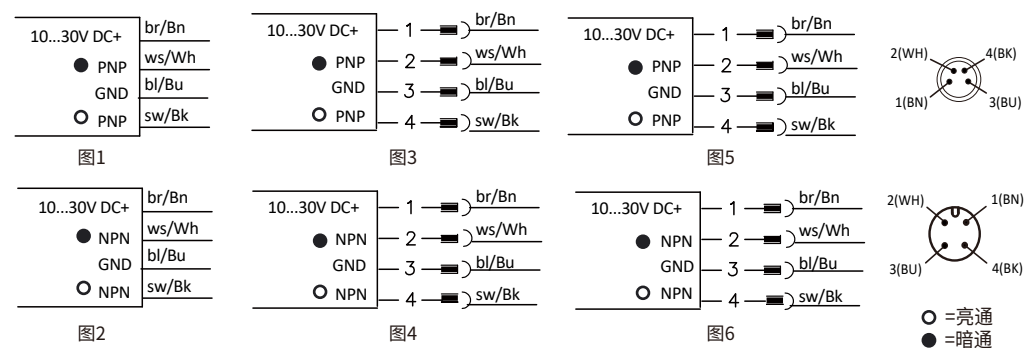 10...30V DC+
br/Bn
PNP
ws/Wh
GND
bl/Bu
PNP
sw/Bk
图1
10...30V DC+
1
br/Bn
PNP
2
ws/Wh
GND
3
bl/Bu
PNP
4
sw/Bk
图3
10...30V DC+
1
br/Bn
PNP
2
ws/Wh
GND
3
bl/Bu
PNP
4
sw/Bk
图5
2(WH)
4(BK)
1(BN)
3(BU)
10...30V DC+
br/Bn
NPN
ws/Wh
GND
bl/Bu
NPN
sw/Bk
图2
10...30V DC+
1
br/Bn
NPN
2
ws/Wh
GND
3
bl/Bu
NPN
4
sw/Bk
图4
10...30V DC+
1
br/Bn
NPN
2
ws/Wh
GND
3
bl/Bu
NPN
4
sw/Bk
图6
2(WH)
1(BN)
3(BU)
4(BK)
=亮通
=暗通